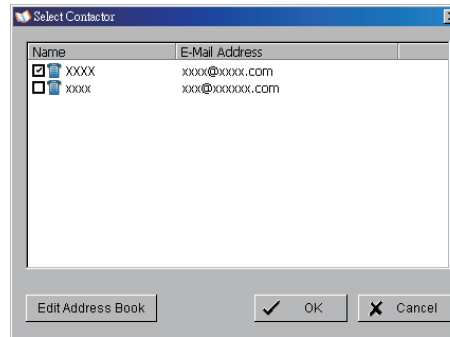 Select Contactor
Name E-Mail Address
XXXX xxxx@xxxx.com
xxxx xxx@xxxxxx.com
Edit Address Book OK Cancel